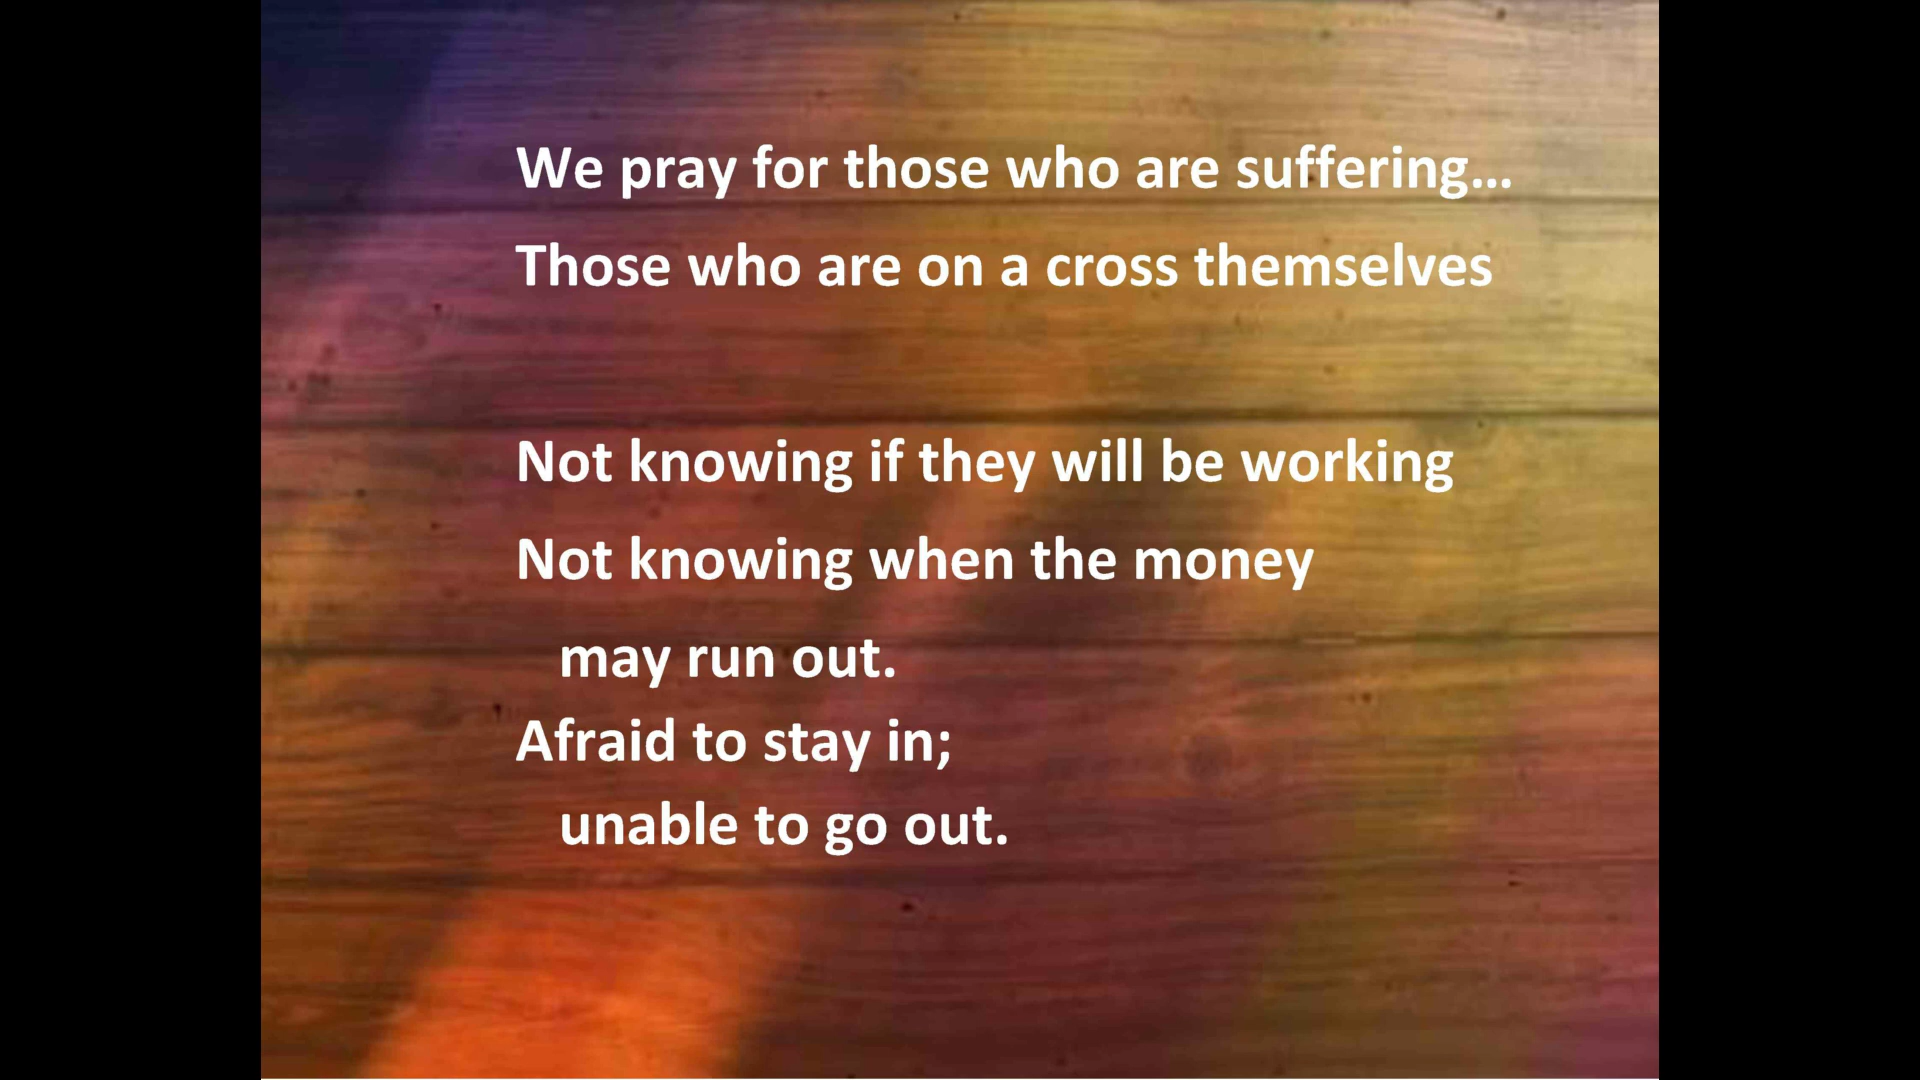 We pray for those who are suffering...
Those who are on a cross themselves
Not knowing if they will be working
Not knowing when the money
may run out.
Afraid to stay in;
unable to go out.